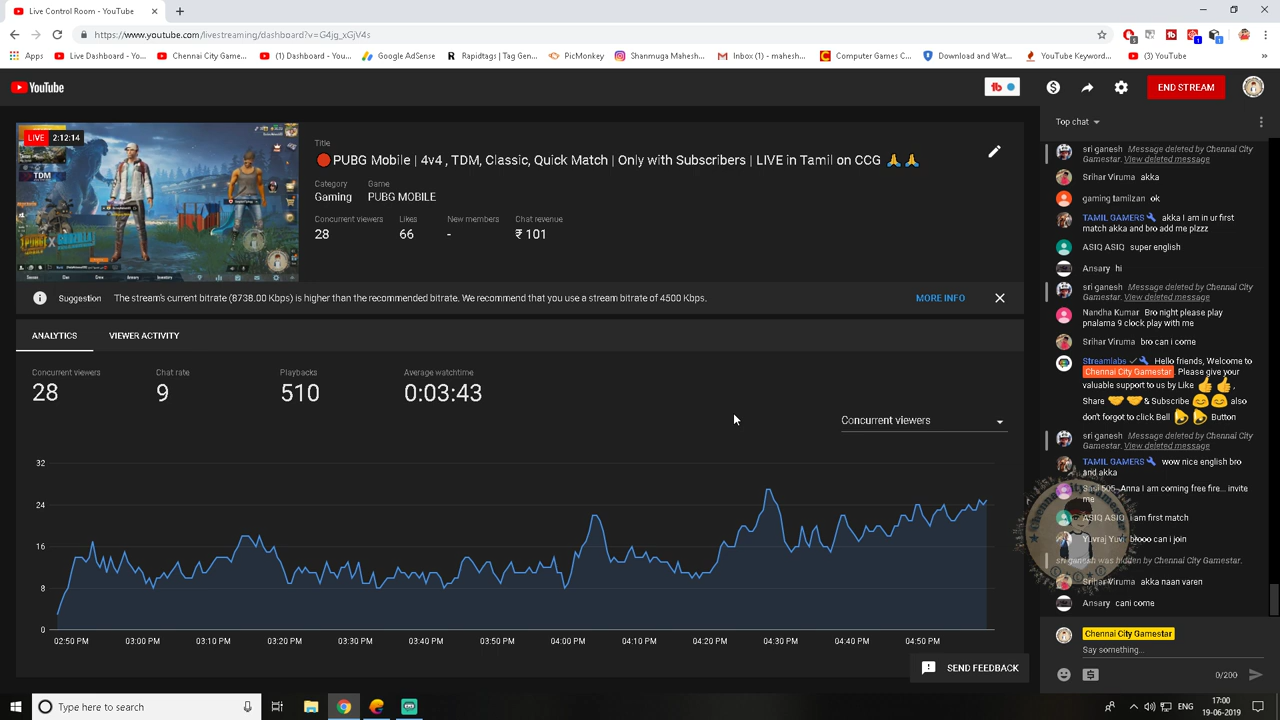 Live Control Room - YouTube
https://www.youtube.com/livestreaming/dashboard?v=G4jg_xGjV4s
Apps
Live Dashboard - Yo...
Chennai City Game...
(1) Dashboard - You...
Google AdSense
Rapidtags | Tag Gen...
PicMonkey
Shanmuga Mahesh...
Inbox (1) - mahesh...
Computer Games C...
Download and Wat...
YouTube Keyword...
(3) YouTube
YouTube
END STREAM
LIVE 2:12:14
TDM
Title
PUBG Mobile | 4v4 , TDM, Classic, Quick Match | Only with Subscribers | LIVE in Tamil on CCG 🙏 🙏
Category Game
Gaming PUBG MOBILE
Concurrent viewers Likes New members Chat revenue
28 66 - ₹ 101
Suggestion The stream's current bitrate (8738.00 Kbps) is higher than the recommended bitrate. We recommend that you use a stream bitrate of 4500 Kbps. MORE INFO
ANALYTICS VIEWER ACTIVITY
Concurrent viewers Chat rate Playbacks Average watchtime
28 9 510 0:03:43
Concurrent viewers
32
24
16
8
0
02:50 PM 03:00 PM 03:10 PM 03:20 PM 03:30 PM 03:40 PM 03:50 PM 04:00 PM 04:10 PM 04:20 PM 04:30 PM 04:40 PM 04:50 PM
SEND FEEDBACK
Top chat
sri ganesh Message deleted by Chennai City
Gamestar. View deleted message
Srihar Viruma akka
gaming tamilzan ok
TAMIL GAMERS akka I am in ur first
match akka and bro add me plzzz
ASIQ ASIQ super english
Ansary hi
sri ganesh Message deleted by Chennai City
Gamestar. View deleted message
Nandha Kumar Bro night please play
pnalarna 9 clock play with me
Srihar Viruma bro can i come
Streamlabs Hello friends, Welcome to
Chennai City Gamestar. Please give your
valuable support to us by Like 👍 👍 ,
Share 🤝 🤝 & Subscribe 😊 😊 also
don't forgot to click Bell 🔔 🔔 Button
sri ganesh Message deleted by Chennai City
Gamestar. View deleted message
TAMIL GAMERS wow nice english bro
and akka
505 Anna I am coming free fire... invite
me
ASIQ ASIQ i am first match
Yuvraj Yuvi brooo can i join
sri ganesh was hidden by Chennai City Gamestar.
Srihar Viruma akka naan varen
Ansary cani come
Chennai City Gamestar
Say something...
0/200
Type here to search
ENG
17:00
19-06-2019